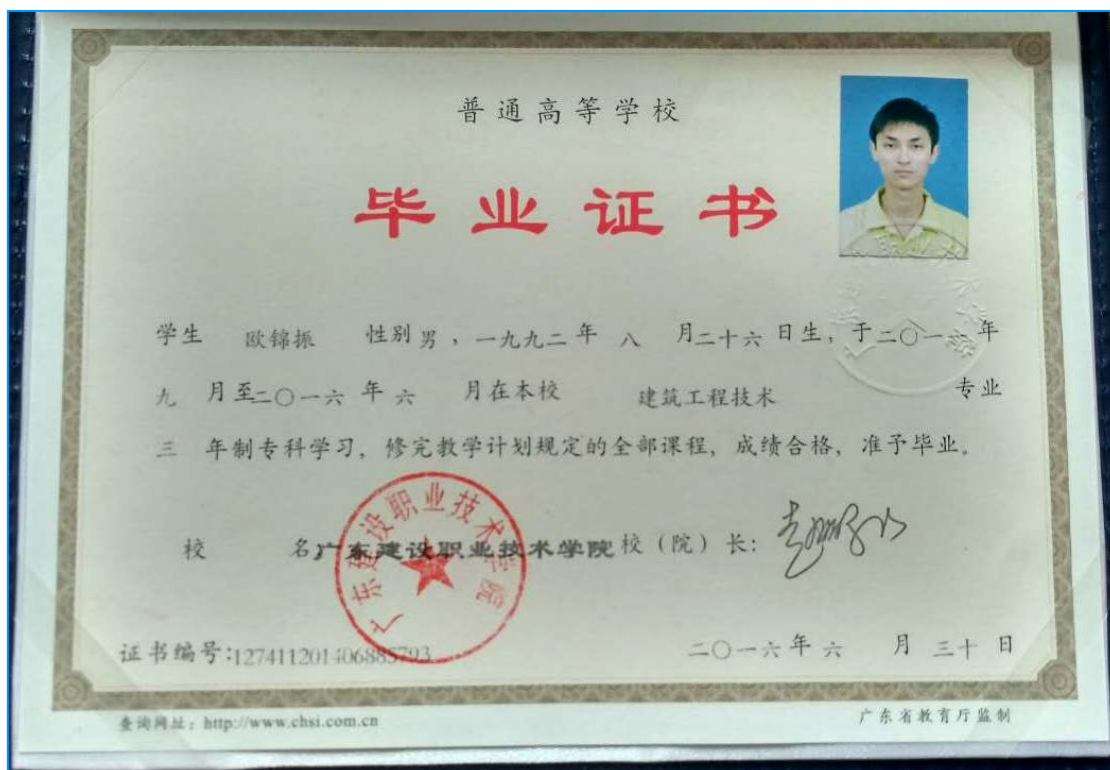 普通高等学校
毕业证书
学生 欧锦振 性别 男，一九九二 年 八 月 二十六 日生，于 二〇一 年
九 月至 二〇一六 年 六 月在本校 建筑工程技术 专业
三 年制专科学习，修完教学计划规定的全部课程，成绩合格，准予毕业。
校 名：广东建设职业技术学院 校（院）长：
广东建设职业技术学院
证书编号：127411201406885793 二〇一六 年 六 月 三十 日
查询网址：http://www.chsi.com.cn 广东省教育厅监制